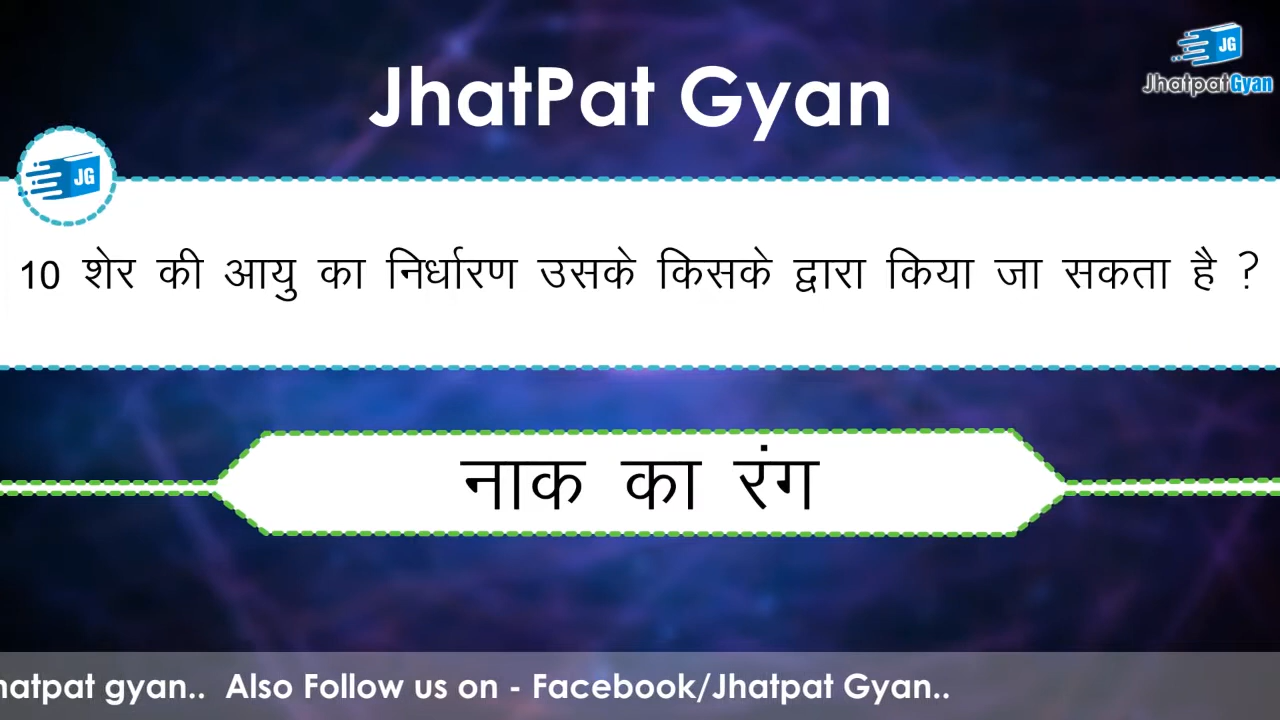 JG
JhatpatGyan
JhatPat Gyan
JG
10 शेर की आयु का निर्धारण उसके किसके द्वारा किया जा सकता है ?
नाक का रंग
hatpat gyan.. Also Follow us on - Facebook/Jhatpat Gyan..